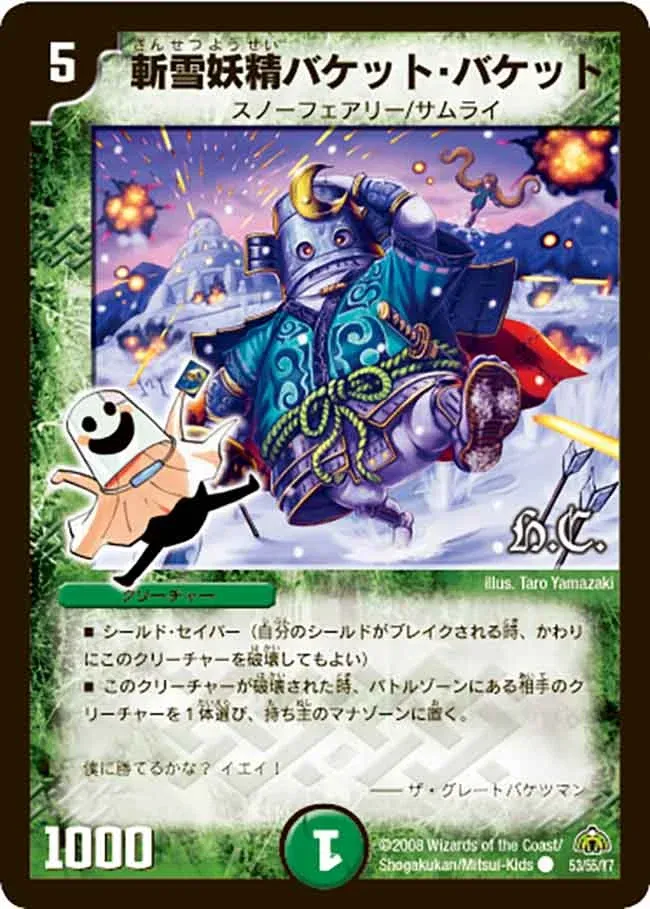 5
ざんせつようせい
斬雪妖精バケット・バケット
スノーフェアリー/サムライ
H.C.
illus. Taro Yamazaki
クリーチャー
■ シールド・セイバー（自分のシールドがブレイクされる時、かわり
にこのクリーチャーを破壊してもよい）
■ このクリーチャーが破壊された時、バトルゾーンにある相手のク
リーチャーを１体選び、持ち主のマナゾーンに置く。
僕に勝てるかな？ イエイ！
── ザ・グレートバケツマン
1000
1
©2008 Wizards of the Coast/
Shogakukan/Mitsui-Kids
53/55/Y7